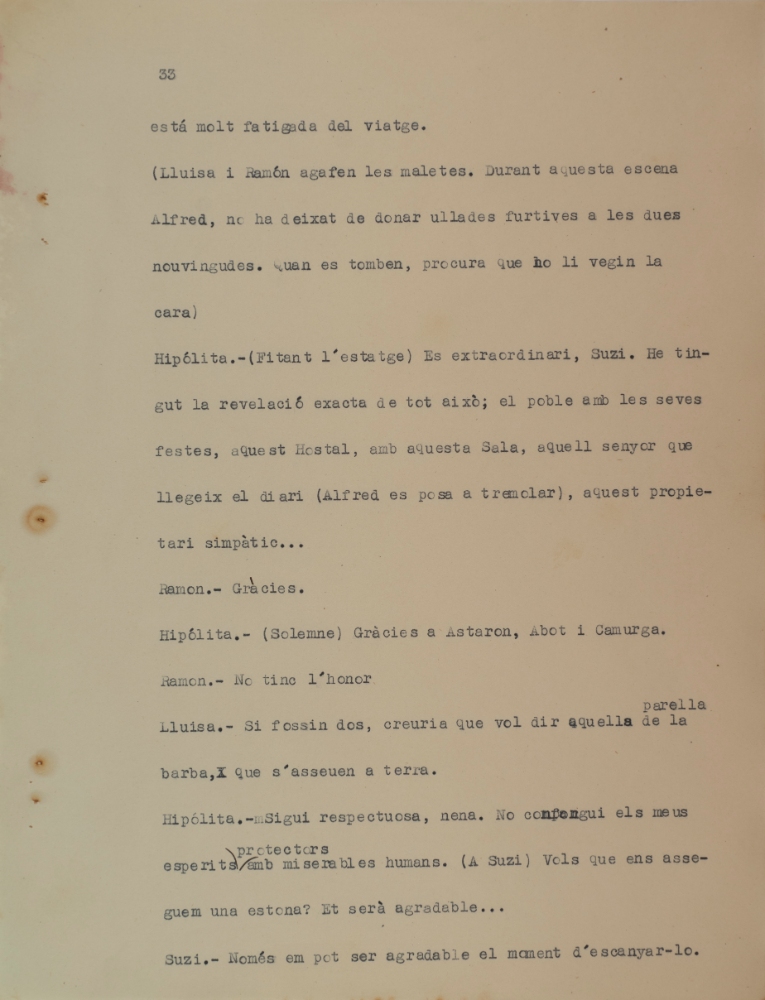 33
está molt fatigada del viatge.
(Lluisa i Ramón agafen les maletes. Durant aquesta escena
Alfred, no ha deixat de donar ullades furtives a les dues
nouvingudes. Quan es tomben, procura que no li vegin la
cara)
Hipólita.-(Fitant l'estatge) Es extraordinari, Suzi. He tin-
gut la revelació exacta de tot això; el poble amb les seves
festes, aquest Hostal, amb aquesta Sala, aquell senyor que
llegeix el diari (Alfred es posa a tremolar), aquest propie-
tari simpàtic...
Ramon.- Gràcies.
Hipólita.- (Solemne) Gràcies a Astaron, Abot i Camurga.
Ramon.- No tinc l'honor
parella
Lluisa.- Si fossin dos, creuria que vol dir aquella de la
barba, que s'asseuen a terra.
Hipólita.- Sigui respectuosa, nena. No confongui els meus
protectors
esperits amb miserables humans. (A Suzi) Vols que ens asse-
guem una estona? Et serà agradable...
Suzi.- Només em pot ser agradable el moment d'escanyar-lo.